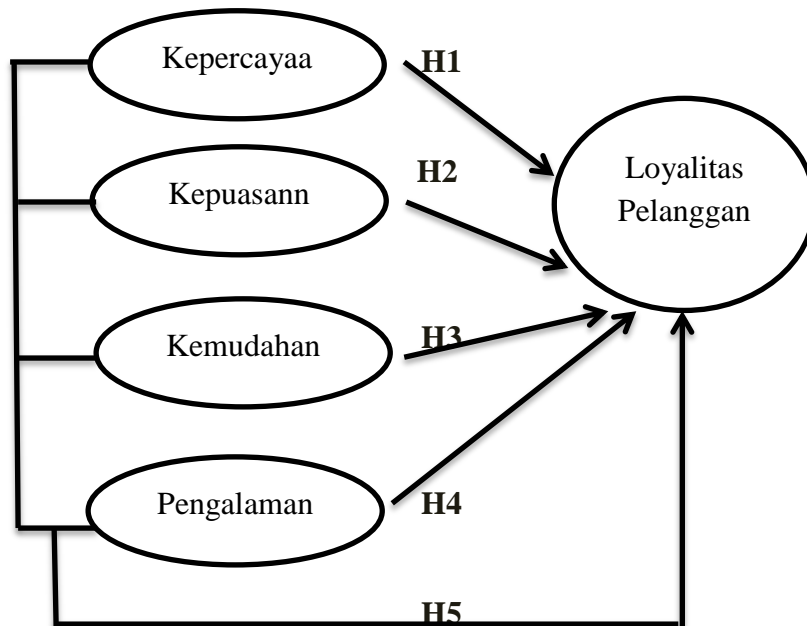 Kepercayaa
H1
Loyalitas
Pelanggan
Kepuasann
H2
Kemudahan
H3
Pengalaman
H4
H5